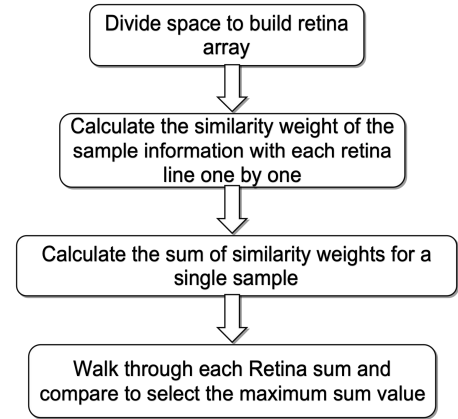 Divide space to build retina
array
Calculate the similarity weight of the
sample information with each retina
line one by one
Calculate the sum of similarity weights for a
single sample
Walk through each Retina sum and
compare to select the maximum sum value